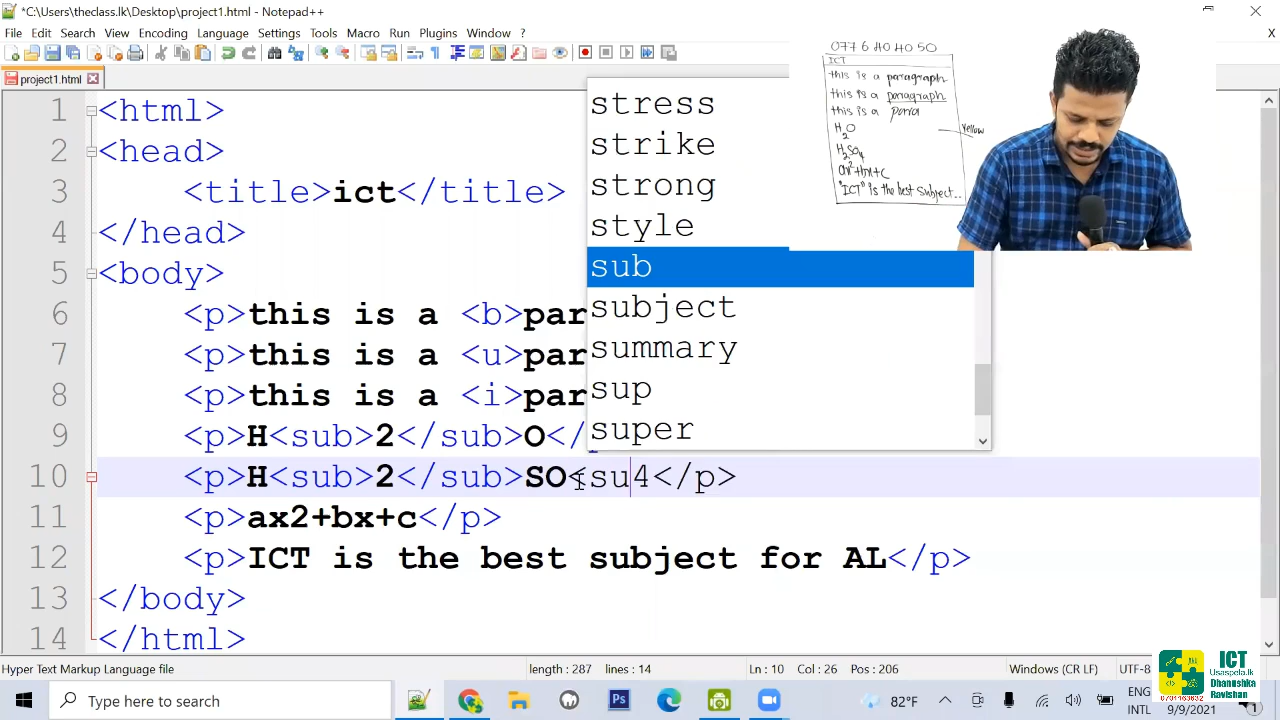 *C:\Users\theclass.lk\Desktop\project1.html - Notepad++
File Edit Search View Encoding Language Settings Tools Macro Run Plugins Window ?
X
project1.html
077 6 40 40 50
ICT
this is a paragraph
this is a paragraph
this is a para
H2O
Yellow
H2SO4
ax2+bx+c
"ICT" is the best Subject...
1 <html>
2 <head>
3 <title>ict</title>
4 </head>
5 <body>
6 <p>this is a <b>par
7 <p>this is a <u>par
8 <p>this is a <i>par
9 <p>H<sub>2</sub>O</
10 <p>H<sub>2</sub>SO<su4</p>
11 <p>ax2+bx+c</p>
12 <p>ICT is the best subject for AL</p>
13 </body>
14 </html>
stress
strike
strong
style
sub
subject
summary
sup
super
Hyper Text Markup Language file length : 287 lines : 14 Ln : 10 Col : 26 Pos : 206 Windows (CR LF) UTF-8
ICT
Usaspela.lk
Dhanushka
Ravishan
Type here to search
82°F
ENG
INTL
9/9/2021